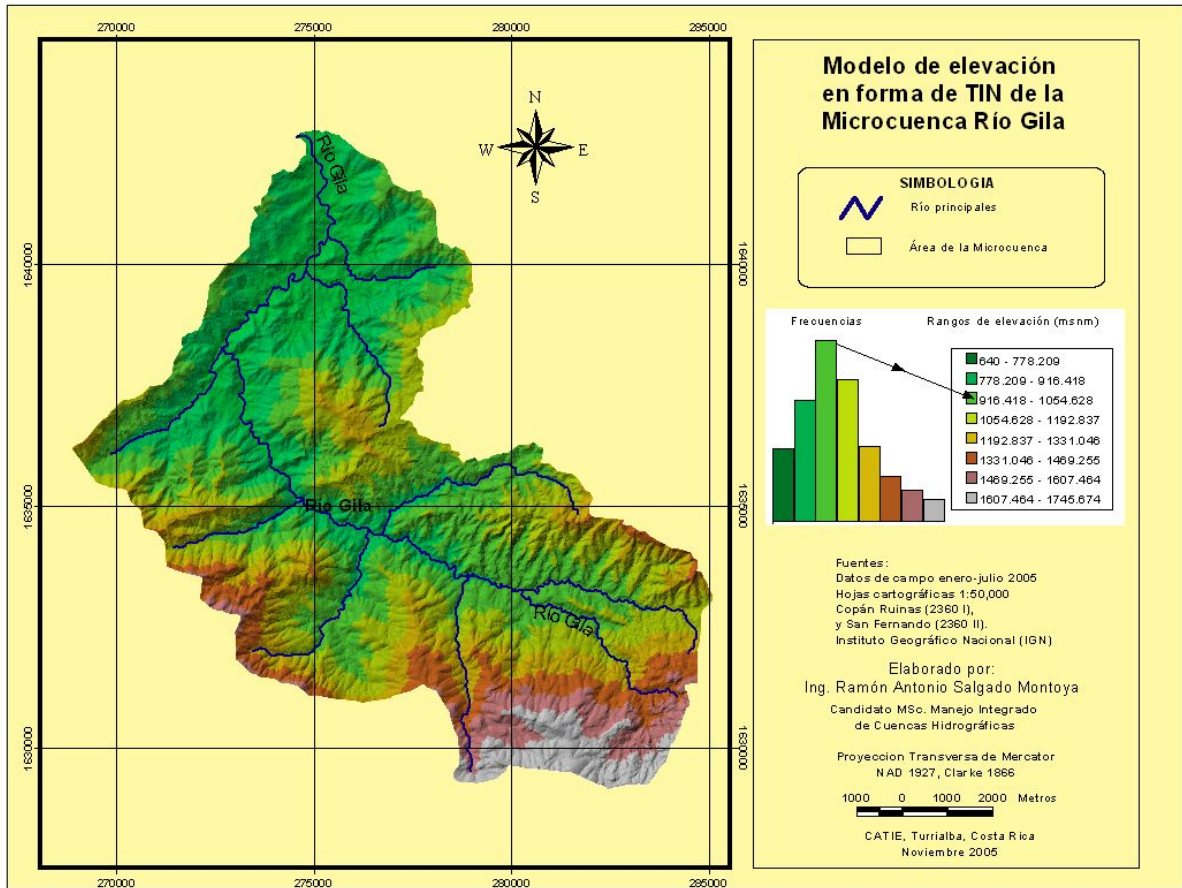 270000
275000
280000
285000
Modelo de elevación
en forma de TIN de la
Microcuenca Río Gila
N
W
E
S
Río Gila
SIMBOLOGIA
Río principales
Área de la Microcuenca
1640000
1640000
Frecuencias
Rangos de elevación (msnm)
640 - 778.209
778.209 - 916.418
916.418 - 1054.628
1054.628 - 1192.837
1192.837 - 1331.046
1331.046 - 1469.255
1469.255 - 1607.464
1607.464 - 1745.674
1635000
Río Gila
1635000
Río Gila
Fuentes:
Datos de campo enero-julio 2005
Hojas cartográficas 1:50,000
Copán Ruinas (2360 I),
y San Fernando (2360 II).
Instituto Geográfico Nacional (IGN)
Elaborado por:
Ing. Ramón Antonio Salgado Montoya
Candidato MSc. Manejo Integrado
de Cuencas Hidrográficas
1630000
1630000
Proyeccion Transversa de Mercator
NAD 1927, Clarke 1866
1000 0 1000 2000 Metros
CATIE, Turrialba, Costa Rica
Noviembre 2005
270000
275000
280000
285000